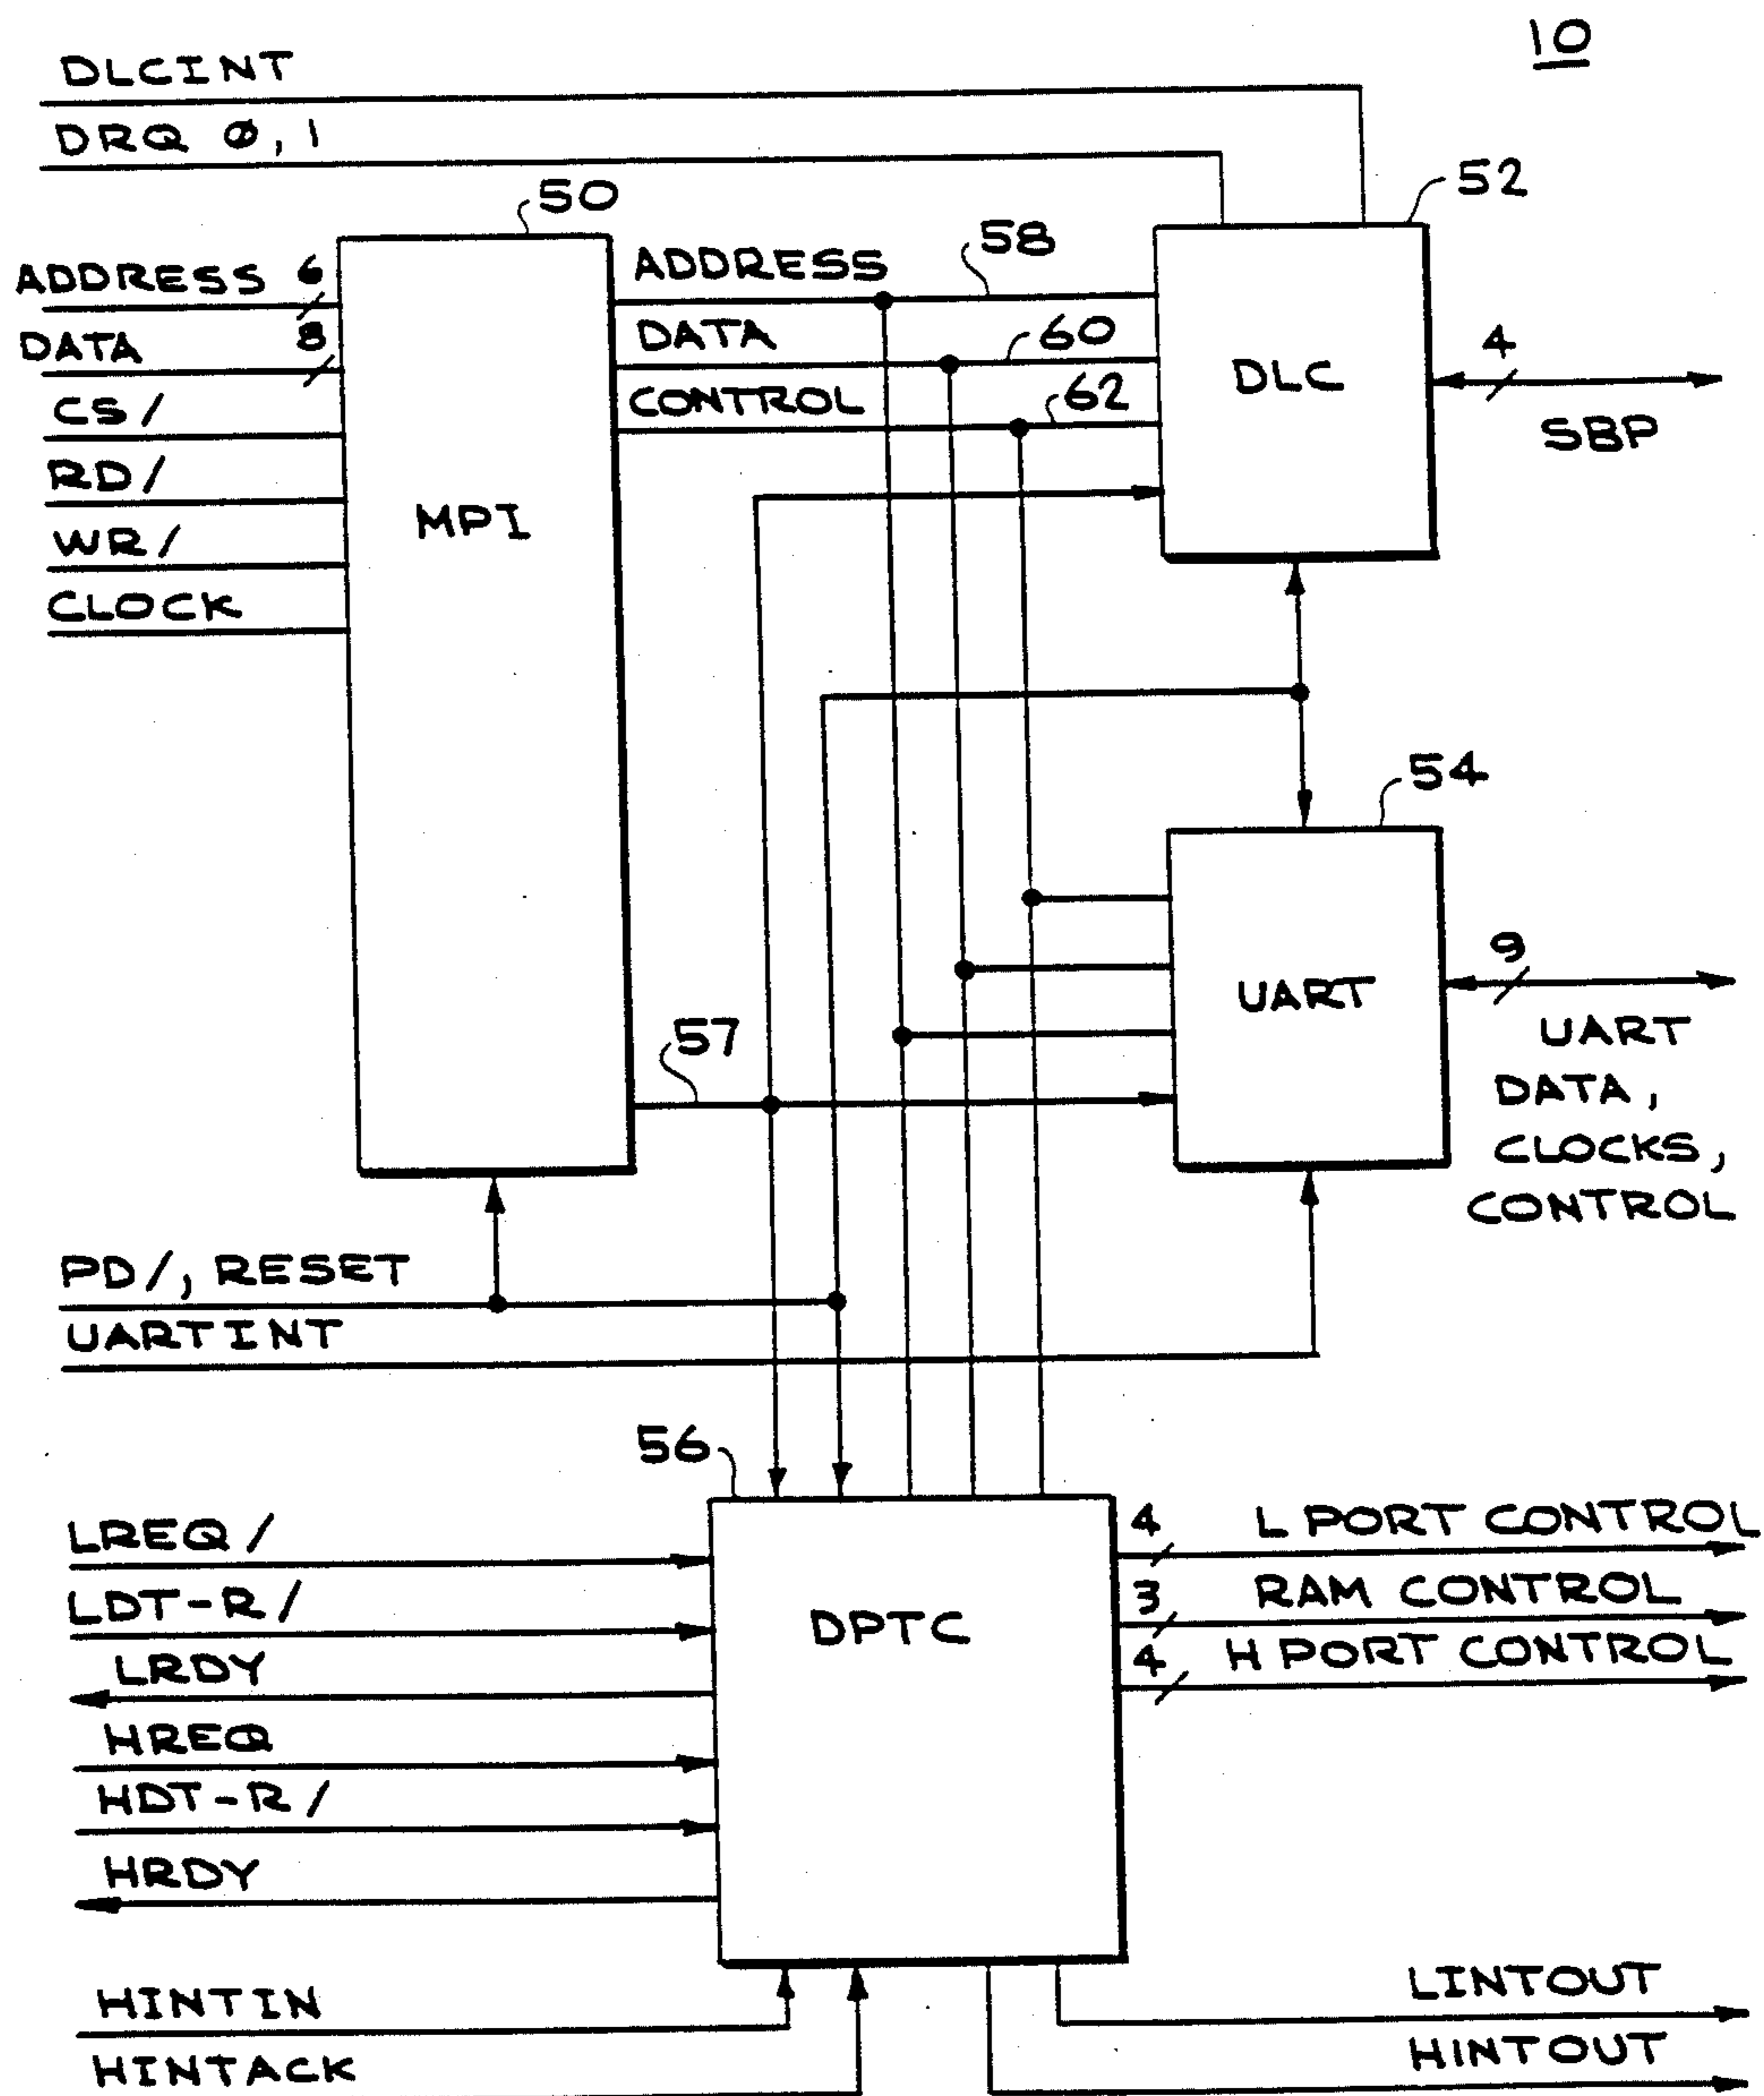 10
DLCINT
DRQ 0, 1
50
52
ADDRESS 6
DATA 8
CS/
RD/
WR/
CLOCK
MPI
ADDRESS
58
DATA
60
CONTROL
62
DLC
4
SBP
54
UART
9
UART
DATA,
CLOCKS,
CONTROL
57
PD/, RESET
UARTINT
56
LREQ/
LDT-R/
LRDY
HREQ
HDT-R/
HRDY
DPTC
4 L PORT CONTROL
3 RAM CONTROL
4 H PORT CONTROL
HINTIN
HINTACK
LINTOUT
HINTOUT